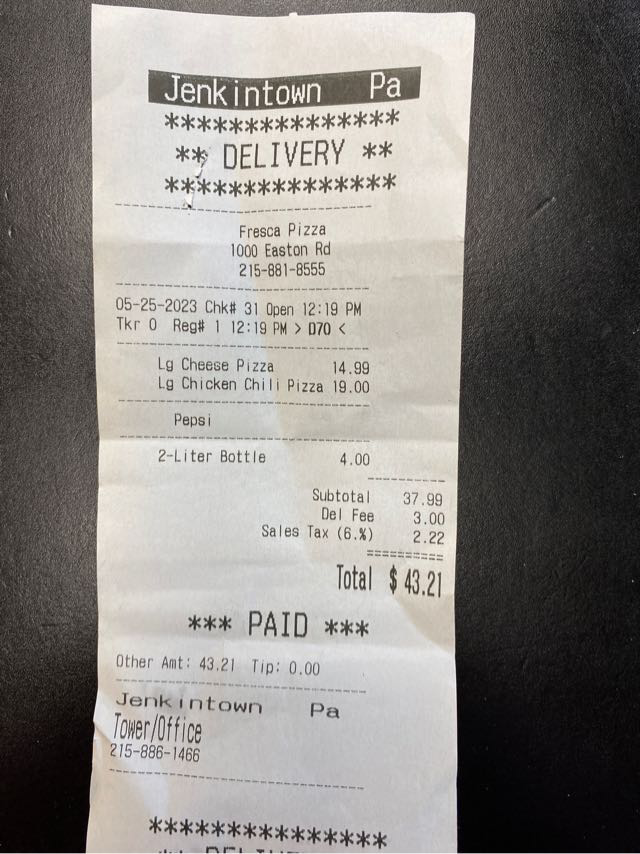 Jenkintown Pa
***************
** DELIVERY **
***************
Fresca Pizza
1000 Easton Rd
215-881-8555
05-25-2023 Chk# 31 Open 12:19 PM
Tkr 0 Reg# 1 12:19 PM > D70 <
Lg Cheese Pizza 14.99
Lg Chicken Chili Pizza 19.00
Pepsi
2-Liter Bottle 4.00
Subtotal 37.99
Del Fee 3.00
Sales Tax (6.%) 2.22
Total $ 43.21
*** PAID ***
Other Amt: 43.21 Tip: 0.00
Jenkintown Pa
Tower/Office
215-886-1466
***************